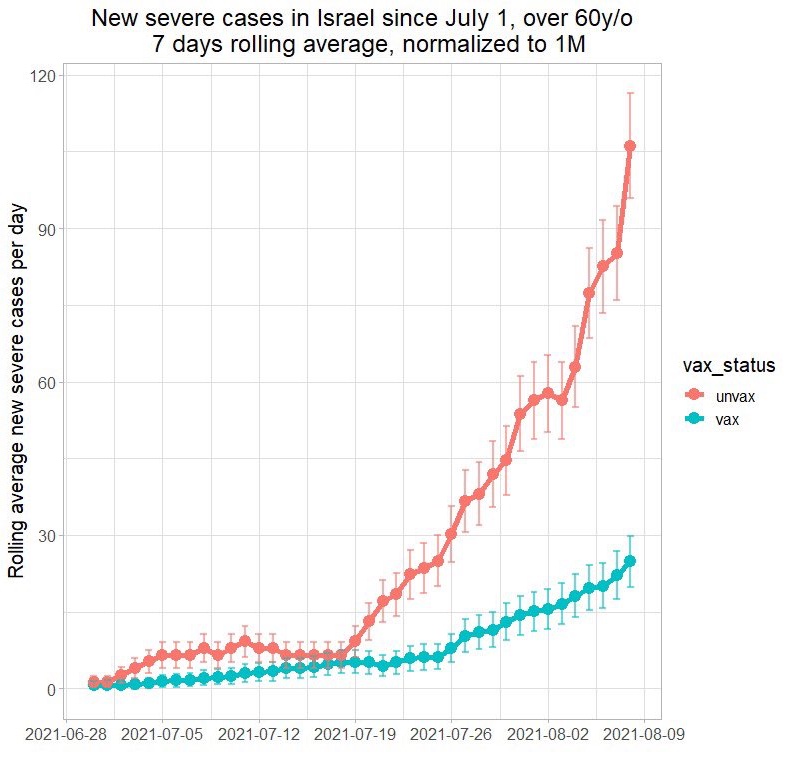 New severe cases in Israel since July 1, over 60y/o
7 days rolling average, normalized to 1M
Rolling average new severe cases per day
120
90
60
30
0
2021-06-28 2021-07-05 2021-07-12 2021-07-19 2021-07-26 2021-08-02 2021-08-09
vax_status
unvax
vax